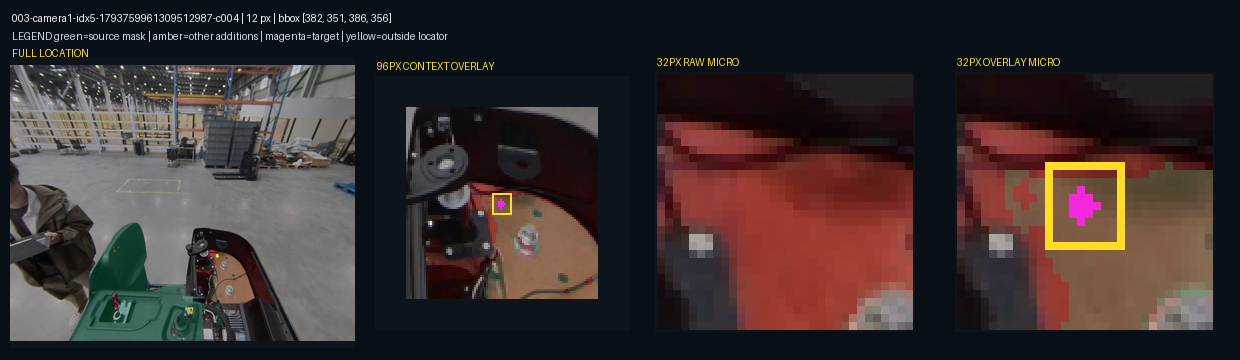 003-camera1-idx5-1793759961309512987-c004 | 12 px | bbox [382, 351, 386, 356]
LEGEND green=source mask | amber=other additions | magenta=target | yellow=outside locator
FULL LOCATION
96PX CONTEXT OVERLAY
32PX RAW MICRO
32PX OVERLAY MICRO